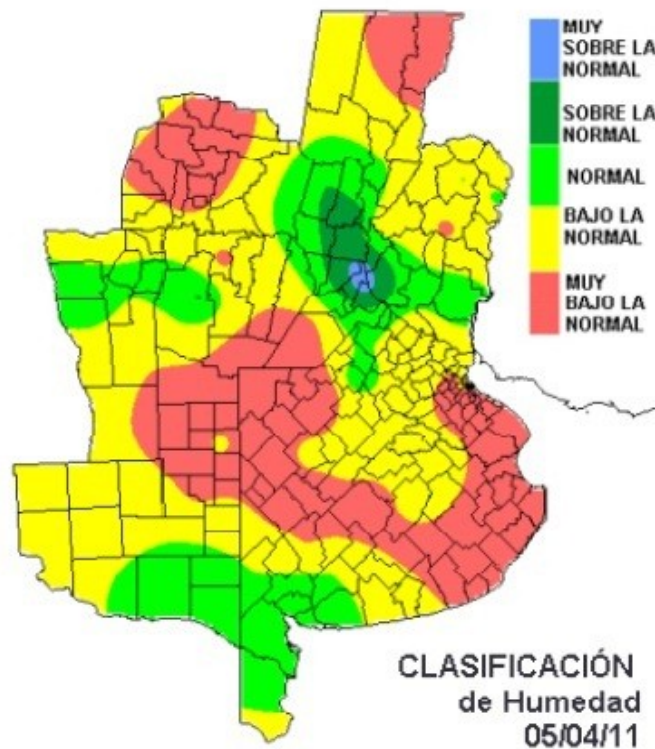 MUY
SOBRE LA
NORMAL
SOBRE LA
NORMAL
NORMAL
BAJO LA
NORMAL
MUY
BAJO LA
NORMAL
CLASIFICACIÓN
de Humedad
05/04/11